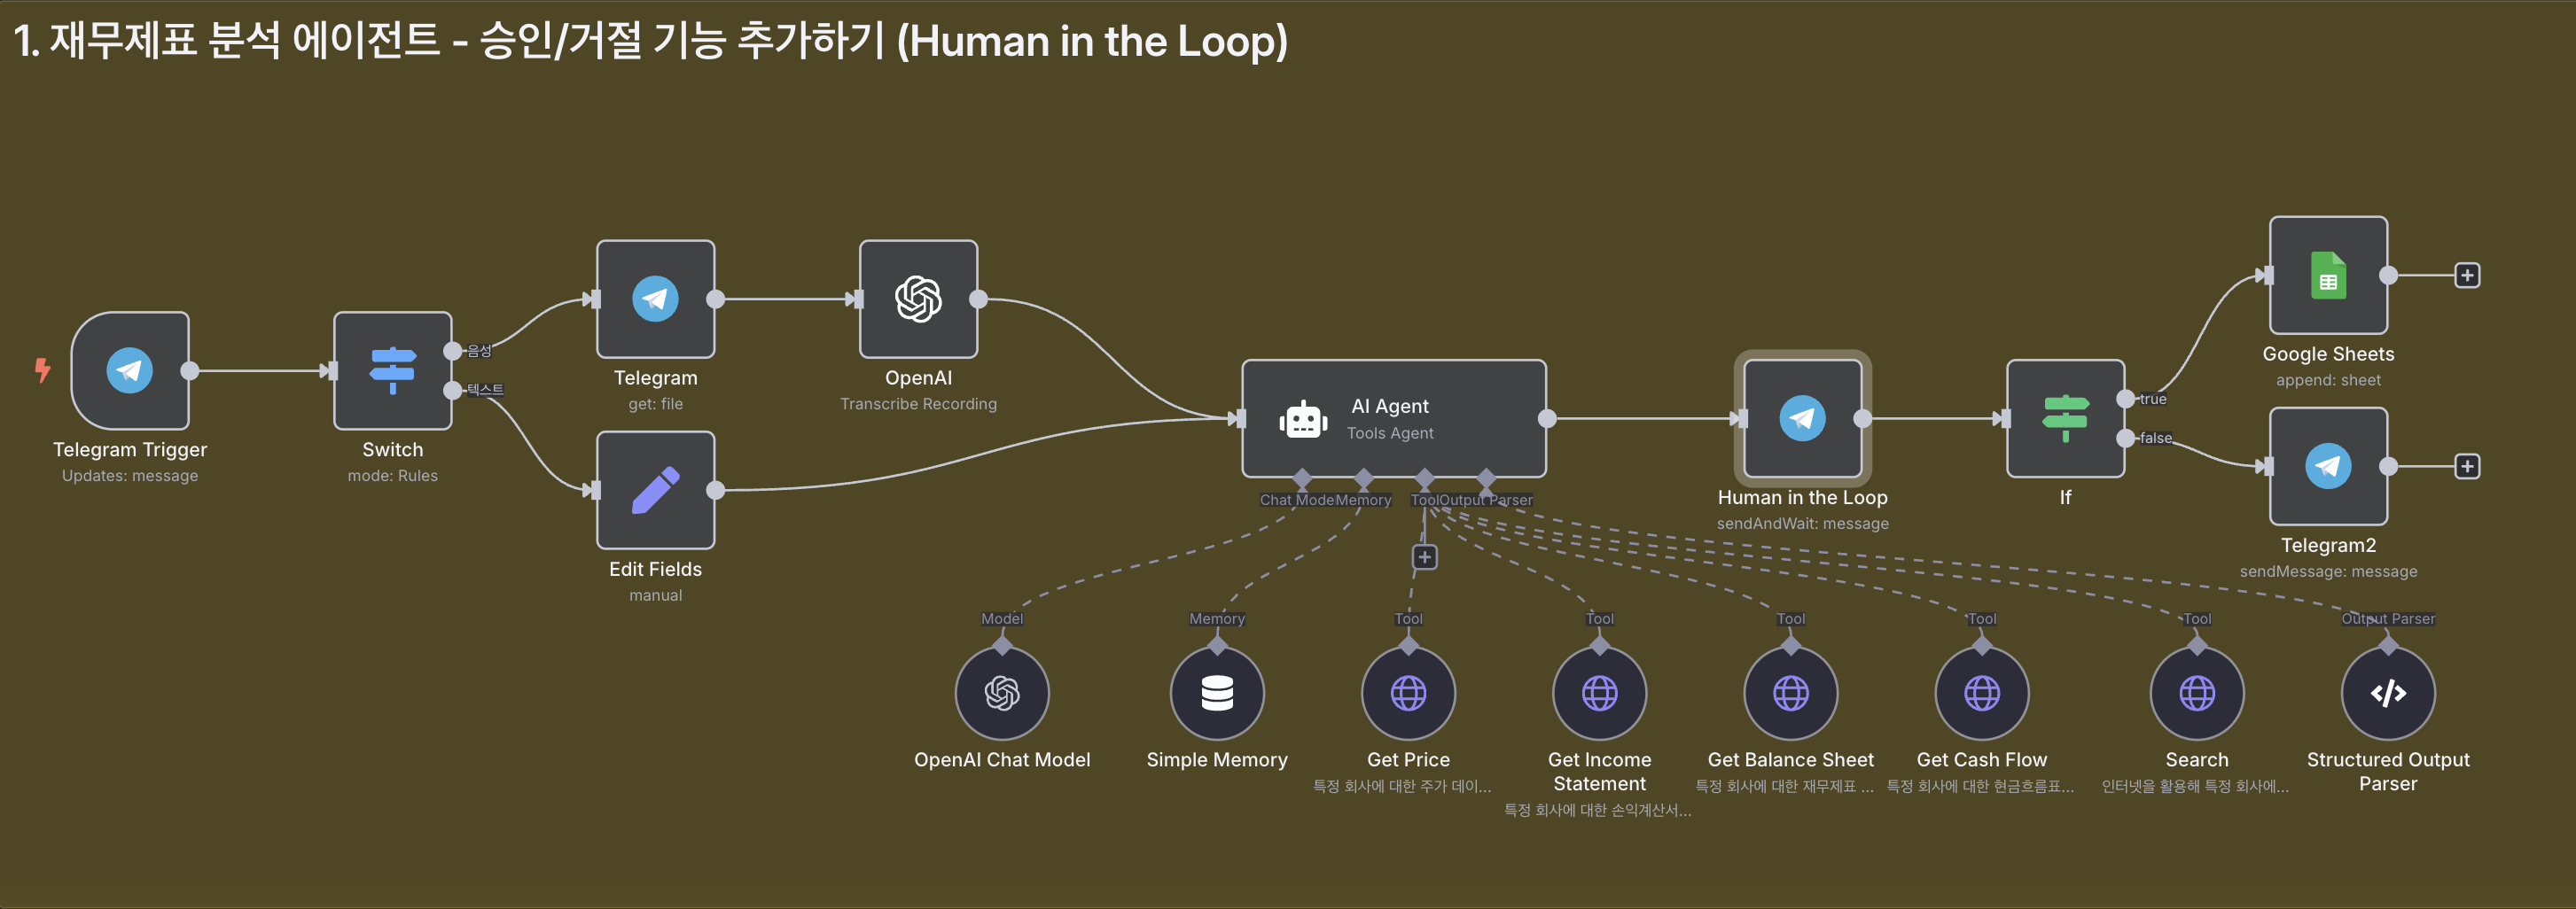 1. 재무제표 분석 에이전트 - 승인/거절 기능 추가하기 (Human in the Loop)
Telegram Trigger
Updates: message
음성
텍스트
Switch
mode: Rules
Telegram
get: file
OpenAI
Transcribe Recording
Edit Fields
manual
AI Agent
Tools Agent
Chat Mode
Memory
Tool
Output Parser
Human in the Loop
sendAndWait: message
If
true
false
Google Sheets
append: sheet
Telegram2
sendMessage: message
Model
OpenAI Chat Model
Memory
Simple Memory
Tool
Get Price
특정 회사에 대한 주가 데이...
Tool
Get Income
Statement
특정 회사에 대한 손익계산서...
Tool
Get Balance Sheet
특정 회사에 대한 재무제표 ...
Tool
Get Cash Flow
특정 회사에 대한 현금흐름표...
Tool
Search
인터넷을 활용해 특정 회사에...
Output Parser
Structured Output
Parser